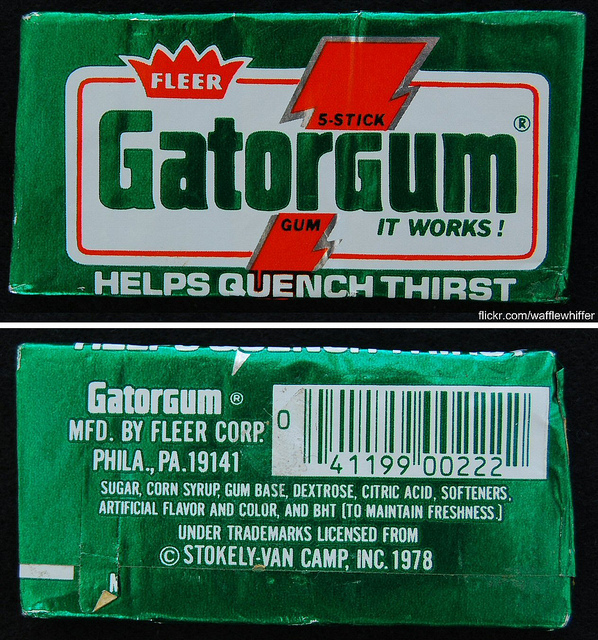 FLEER
5-STICK
GatorGum®
GUM
IT WORKS!
HELPS QUENCH THIRST
flickr.com/wafflewhiffer
GatorGum®
MFD. BY FLEER CORP.
PHILA., PA. 19141
0 41199 00222
SUGAR, CORN SYRUP, GUM BASE, DEXTROSE, CITRIC ACID, SOFTENERS,
ARTIFICIAL FLAVOR AND COLOR, AND BHT (TO MAINTAIN FRESHNESS.)
UNDER TRADEMARKS LICENSED FROM
© STOKELY-VAN CAMP, INC. 1978